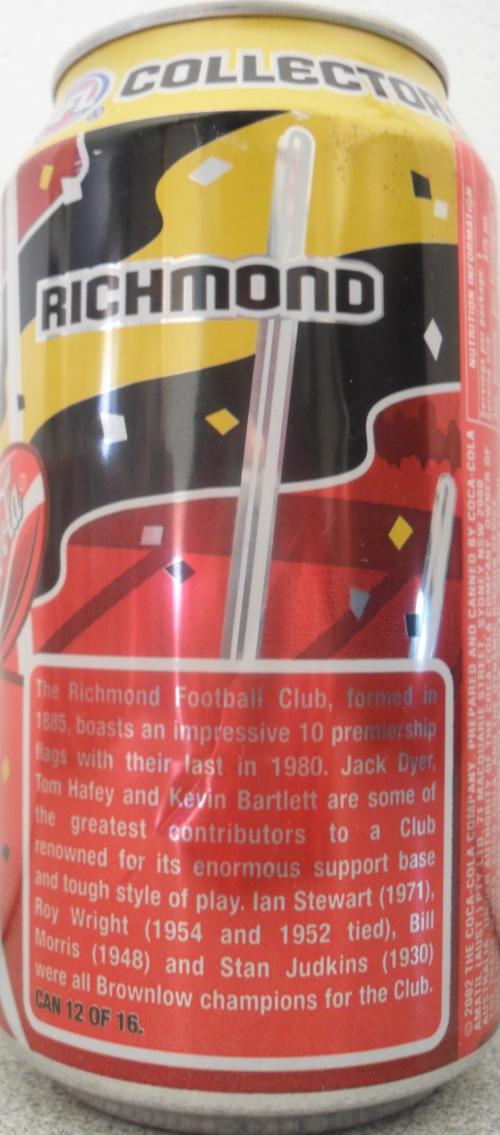 COLLECTOR
RICHMOND
The Richmond Football Club, formed in
1885, boasts an impressive 10 premiership
flags with their last in 1980. Jack Dyer,
Tom Hafey and Kevin Bartlett are some of
the greatest contributors to a Club
renowned for its enormous support base
and tough style of play. Ian Stewart (1971),
Roy Wright (1954 and 1952 tied), Bill
Morris (1948) and Stan Judkins (1930)
were all Brownlow champions for the Club.
CAN 12 OF 16.
NUTRITION INFORMATION
© 2002 THE COCA-COLA COMPANY. PREPARED AND CANNED BY COCA-COLA